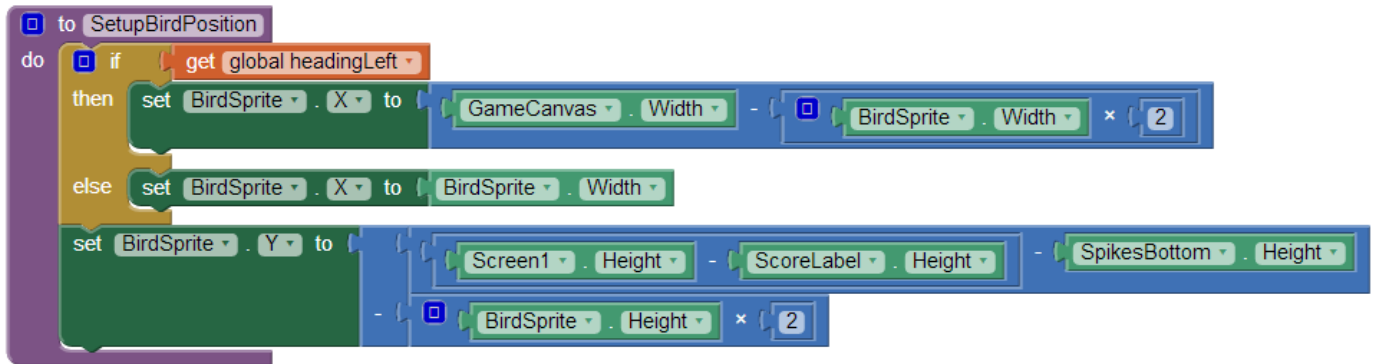 to SetupBirdPosition
do if get global headingLeft
then set BirdSprite . X to GameCanvas . Width - BirdSprite . Width × 2
else set BirdSprite . X to BirdSprite . Width
set BirdSprite . Y to Screen1 . Height - ScoreLabel . Height - SpikesBottom . Height
- BirdSprite . Height × 2